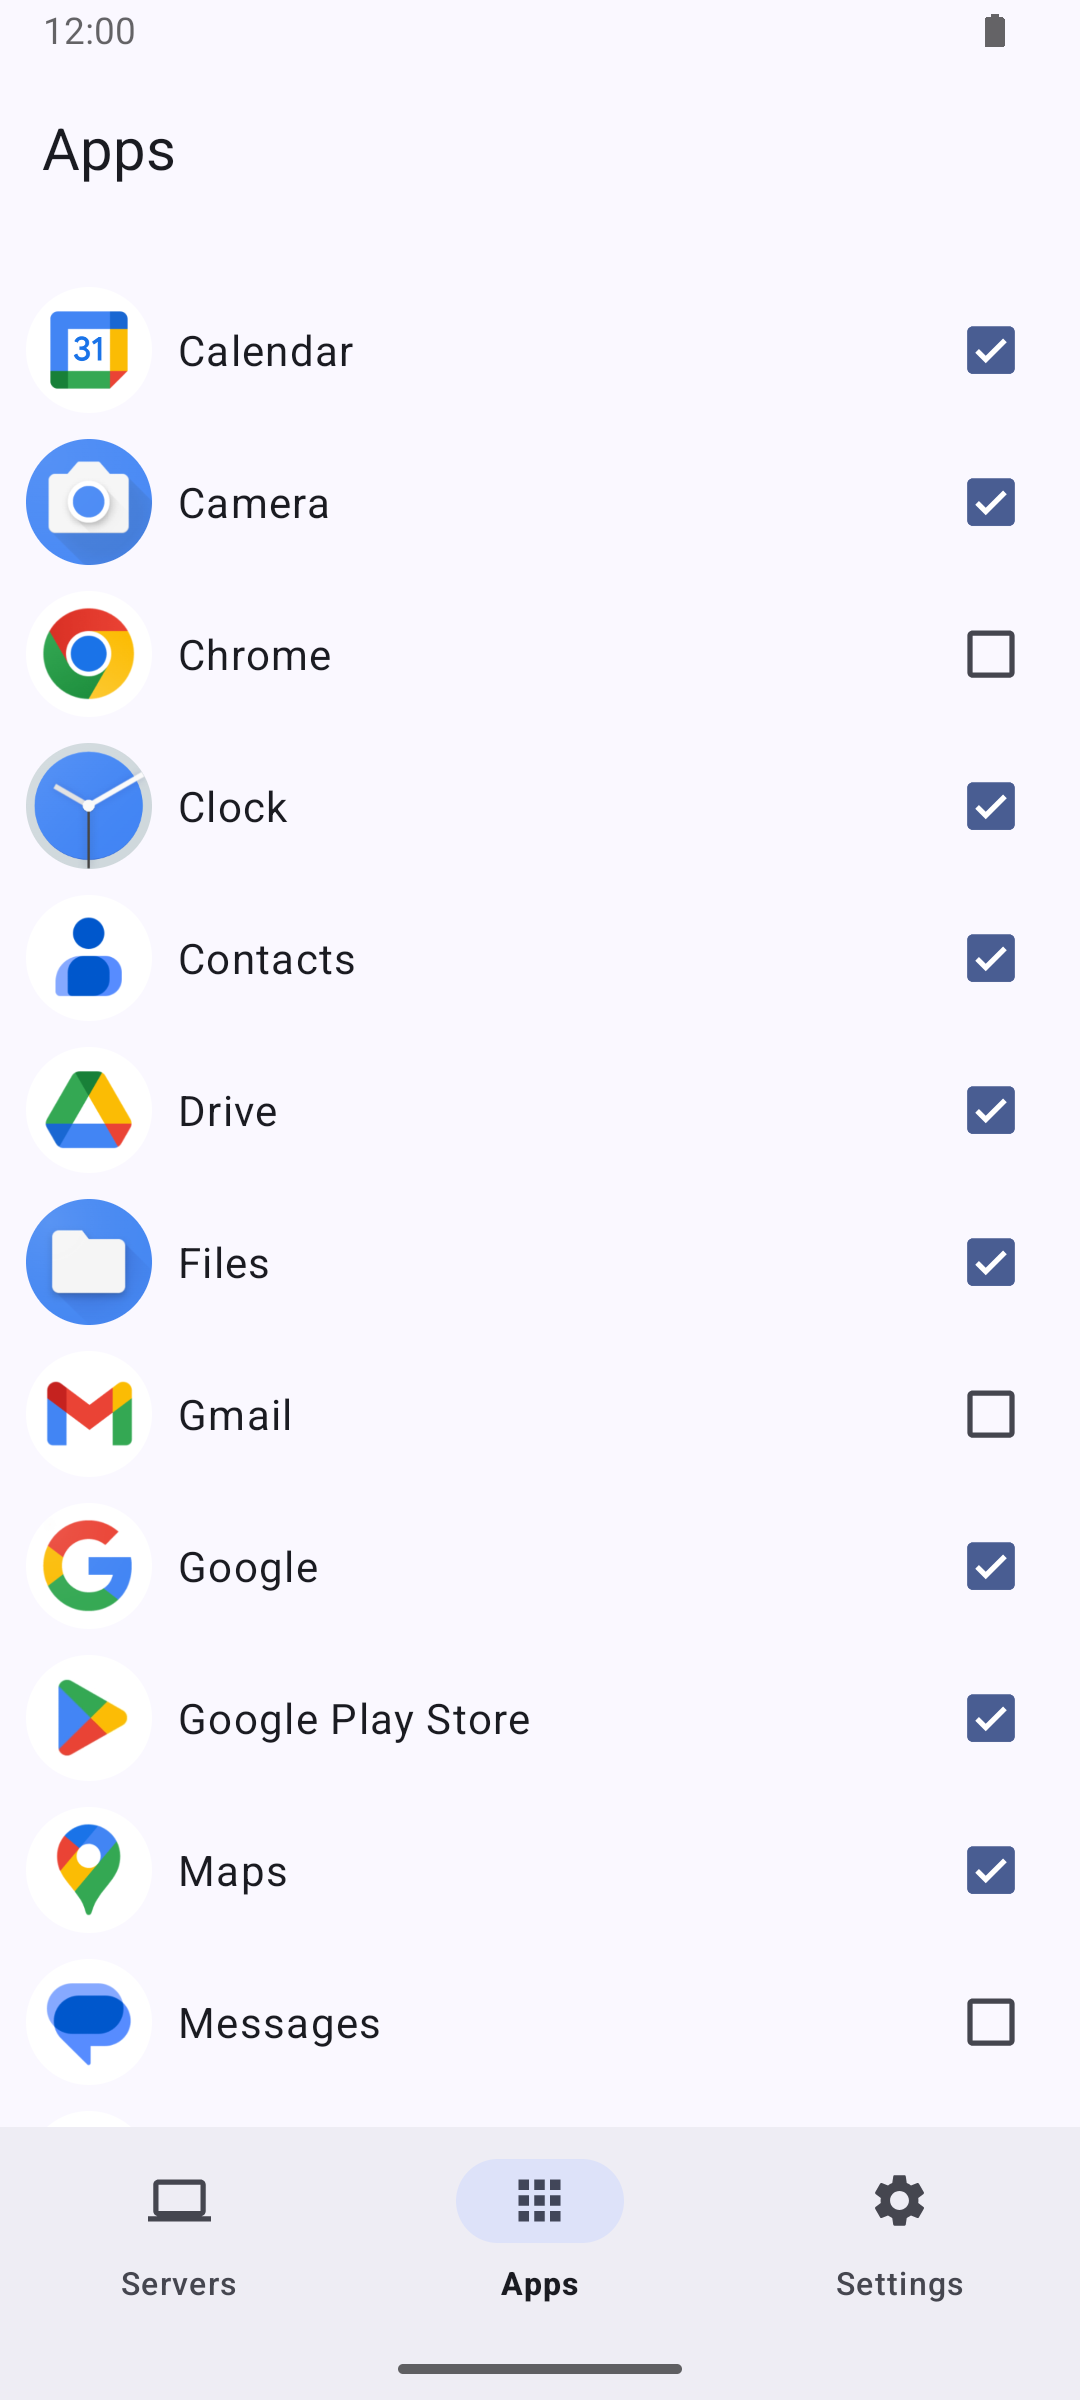 12:00
Apps
31
Calendar
Camera
Chrome
Clock
Contacts
Drive
Files
Gmail
Google
Google Play Store
Maps
Messages
Servers
Apps
Settings